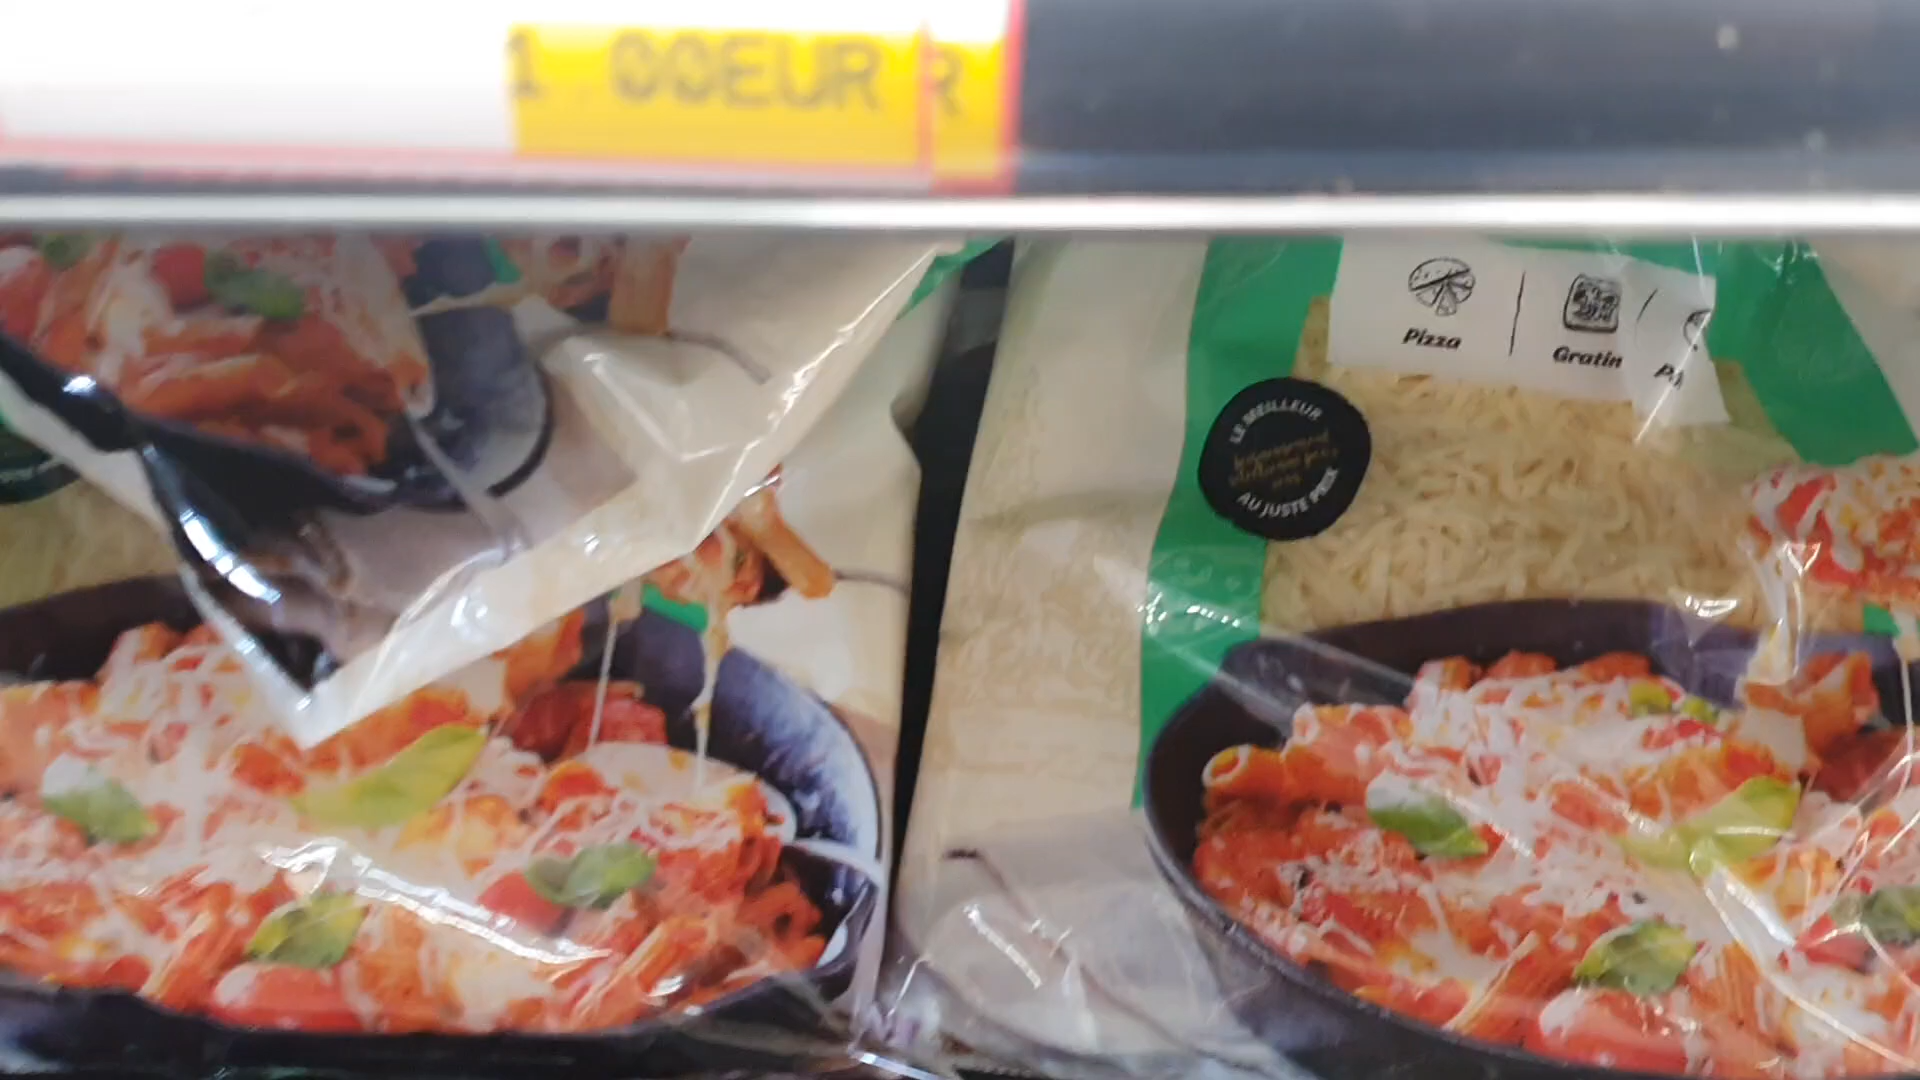 1 00EUR
R
Pizza
Gratin
LE MEILLEUR
AU JUSTE PRIX